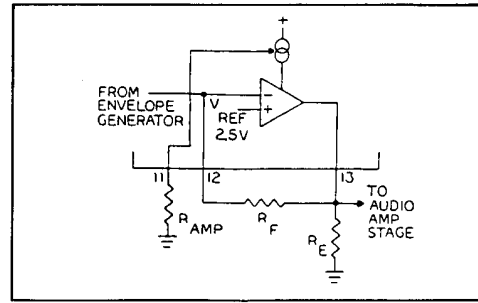 +
FROM
ENVELOPE
GENERATOR
V
−
+
REF
2.5V
11
12
13
TO
AUDIO
AMP
STAGE
R AMP
R F
R E